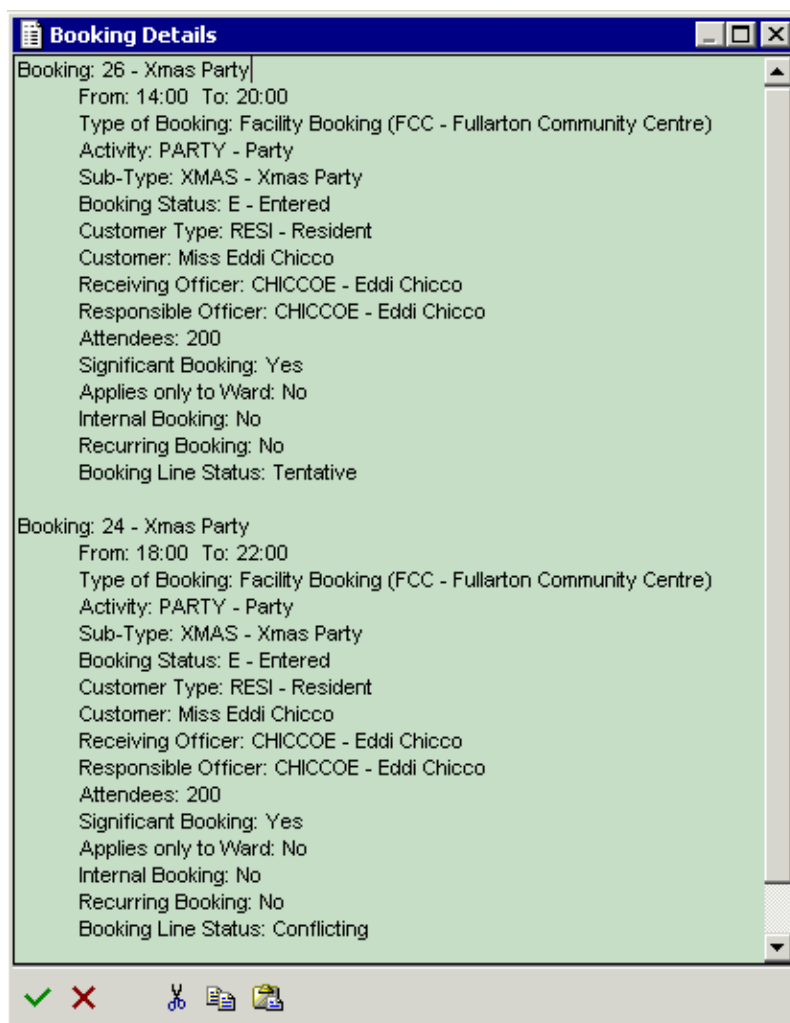 Booking Details
Booking: 26 - Xmas Party
From: 14:00 To: 20:00
Type of Booking: Facility Booking (FCC - Fullarton Community Centre)
Activity: PARTY - Party
Sub-Type: XMAS - Xmas Party
Booking Status: E - Entered
Customer Type: RESI - Resident
Customer: Miss Eddi Chicco
Receiving Officer: CHICCOE - Eddi Chicco
Responsible Officer: CHICCOE - Eddi Chicco
Attendees: 200
Significant Booking: Yes
Applies only to Ward: No
Internal Booking: No
Recurring Booking: No
Booking Line Status: Tentative
Booking: 24 - Xmas Party
From: 18:00 To: 22:00
Type of Booking: Facility Booking (FCC - Fullarton Community Centre)
Activity: PARTY - Party
Sub-Type: XMAS - Xmas Party
Booking Status: E - Entered
Customer Type: RESI - Resident
Customer: Miss Eddi Chicco
Receiving Officer: CHICCOE - Eddi Chicco
Responsible Officer: CHICCOE - Eddi Chicco
Attendees: 200
Significant Booking: Yes
Applies only to Ward: No
Internal Booking: No
Recurring Booking: No
Booking Line Status: Conflicting